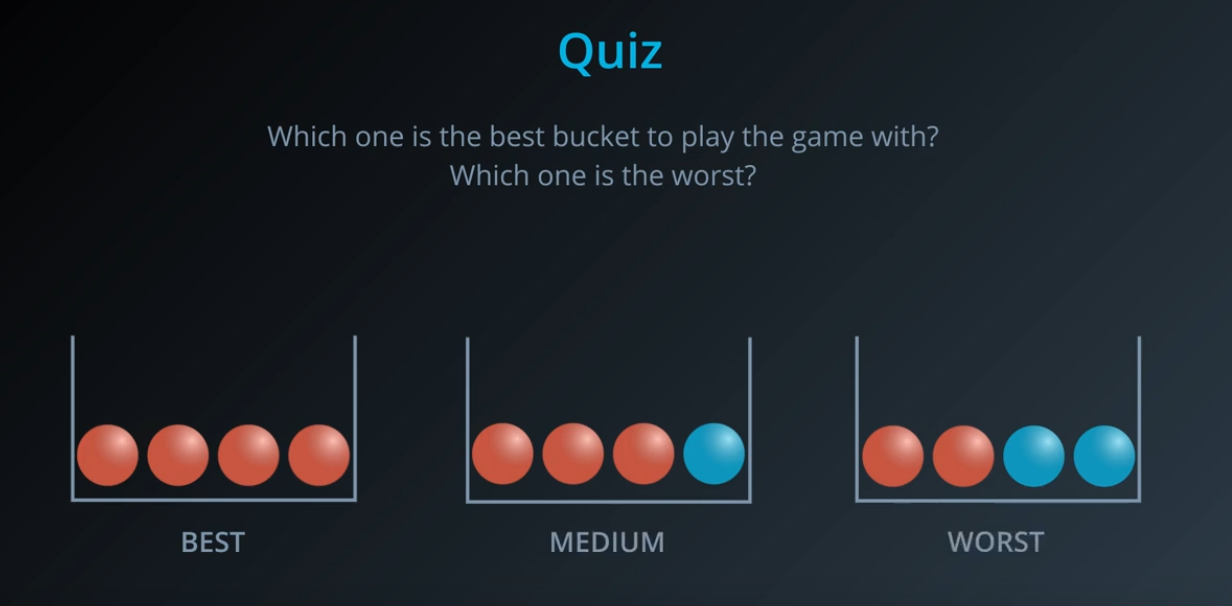 Quiz
Which one is the best bucket to play the game with?
Which one is the worst?
BEST
MEDIUM
WORST